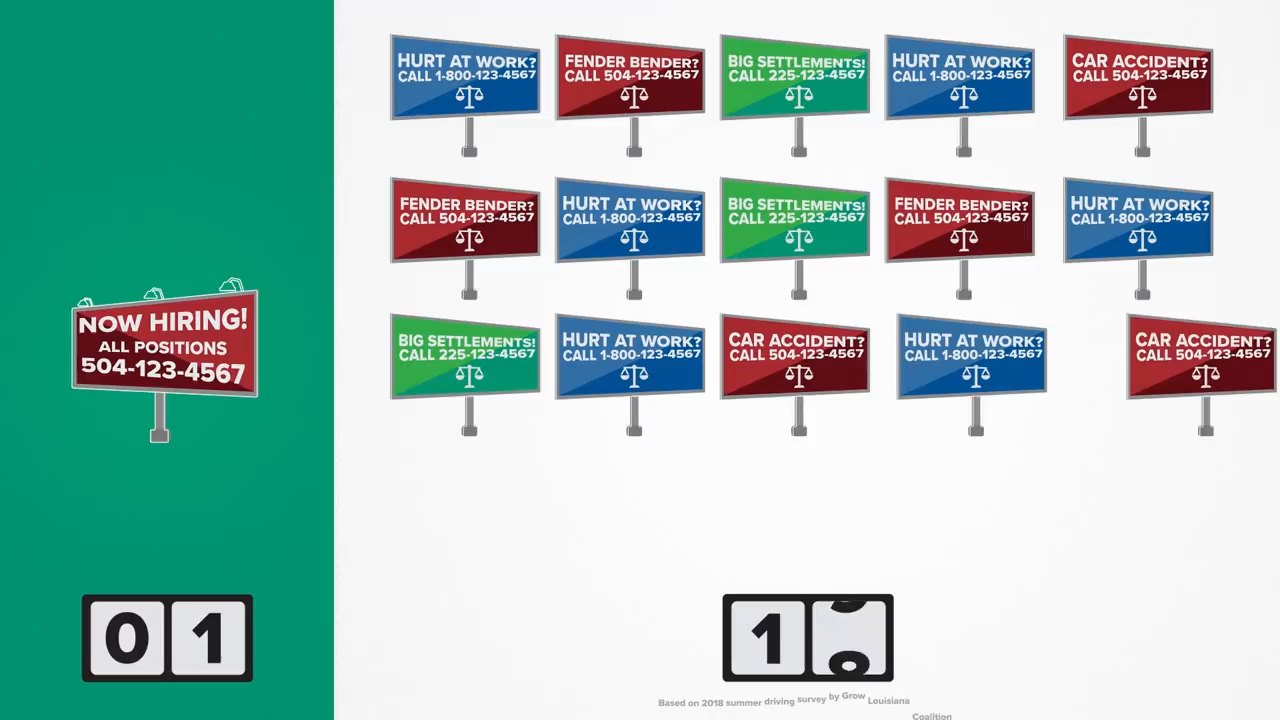 HURT AT WORK?
CALL 1-800-123-4567
FENDER BENDER?
CALL 504-123-4567
BIG SETTLEMENTS!
CALL 225-123-4567
HURT AT WORK?
CALL 1-800-123-4567
CAR ACCIDENT?
CALL 504-123-4567
FENDER BENDER?
CALL 504-123-4567
HURT AT WORK?
CALL 1-800-123-4567
BIG SETTLEMENTS!
CALL 225-123-4567
FENDER BENDER?
CALL 504-123-4567
HURT AT WORK?
CALL 1-800-123-4567
NOW HIRING!
ALL POSITIONS
504-123-4567
BIG SETTLEMENTS!
CALL 225-123-4567
HURT AT WORK?
CALL 1-800-123-4567
CAR ACCIDENT?
CALL 504-123-4567
HURT AT WORK?
CALL 1-800-123-4567
CAR ACCIDENT?
CALL 504-123-4567
01
1
Based on 2018 summer driving survey by Grow Louisiana
Coalition